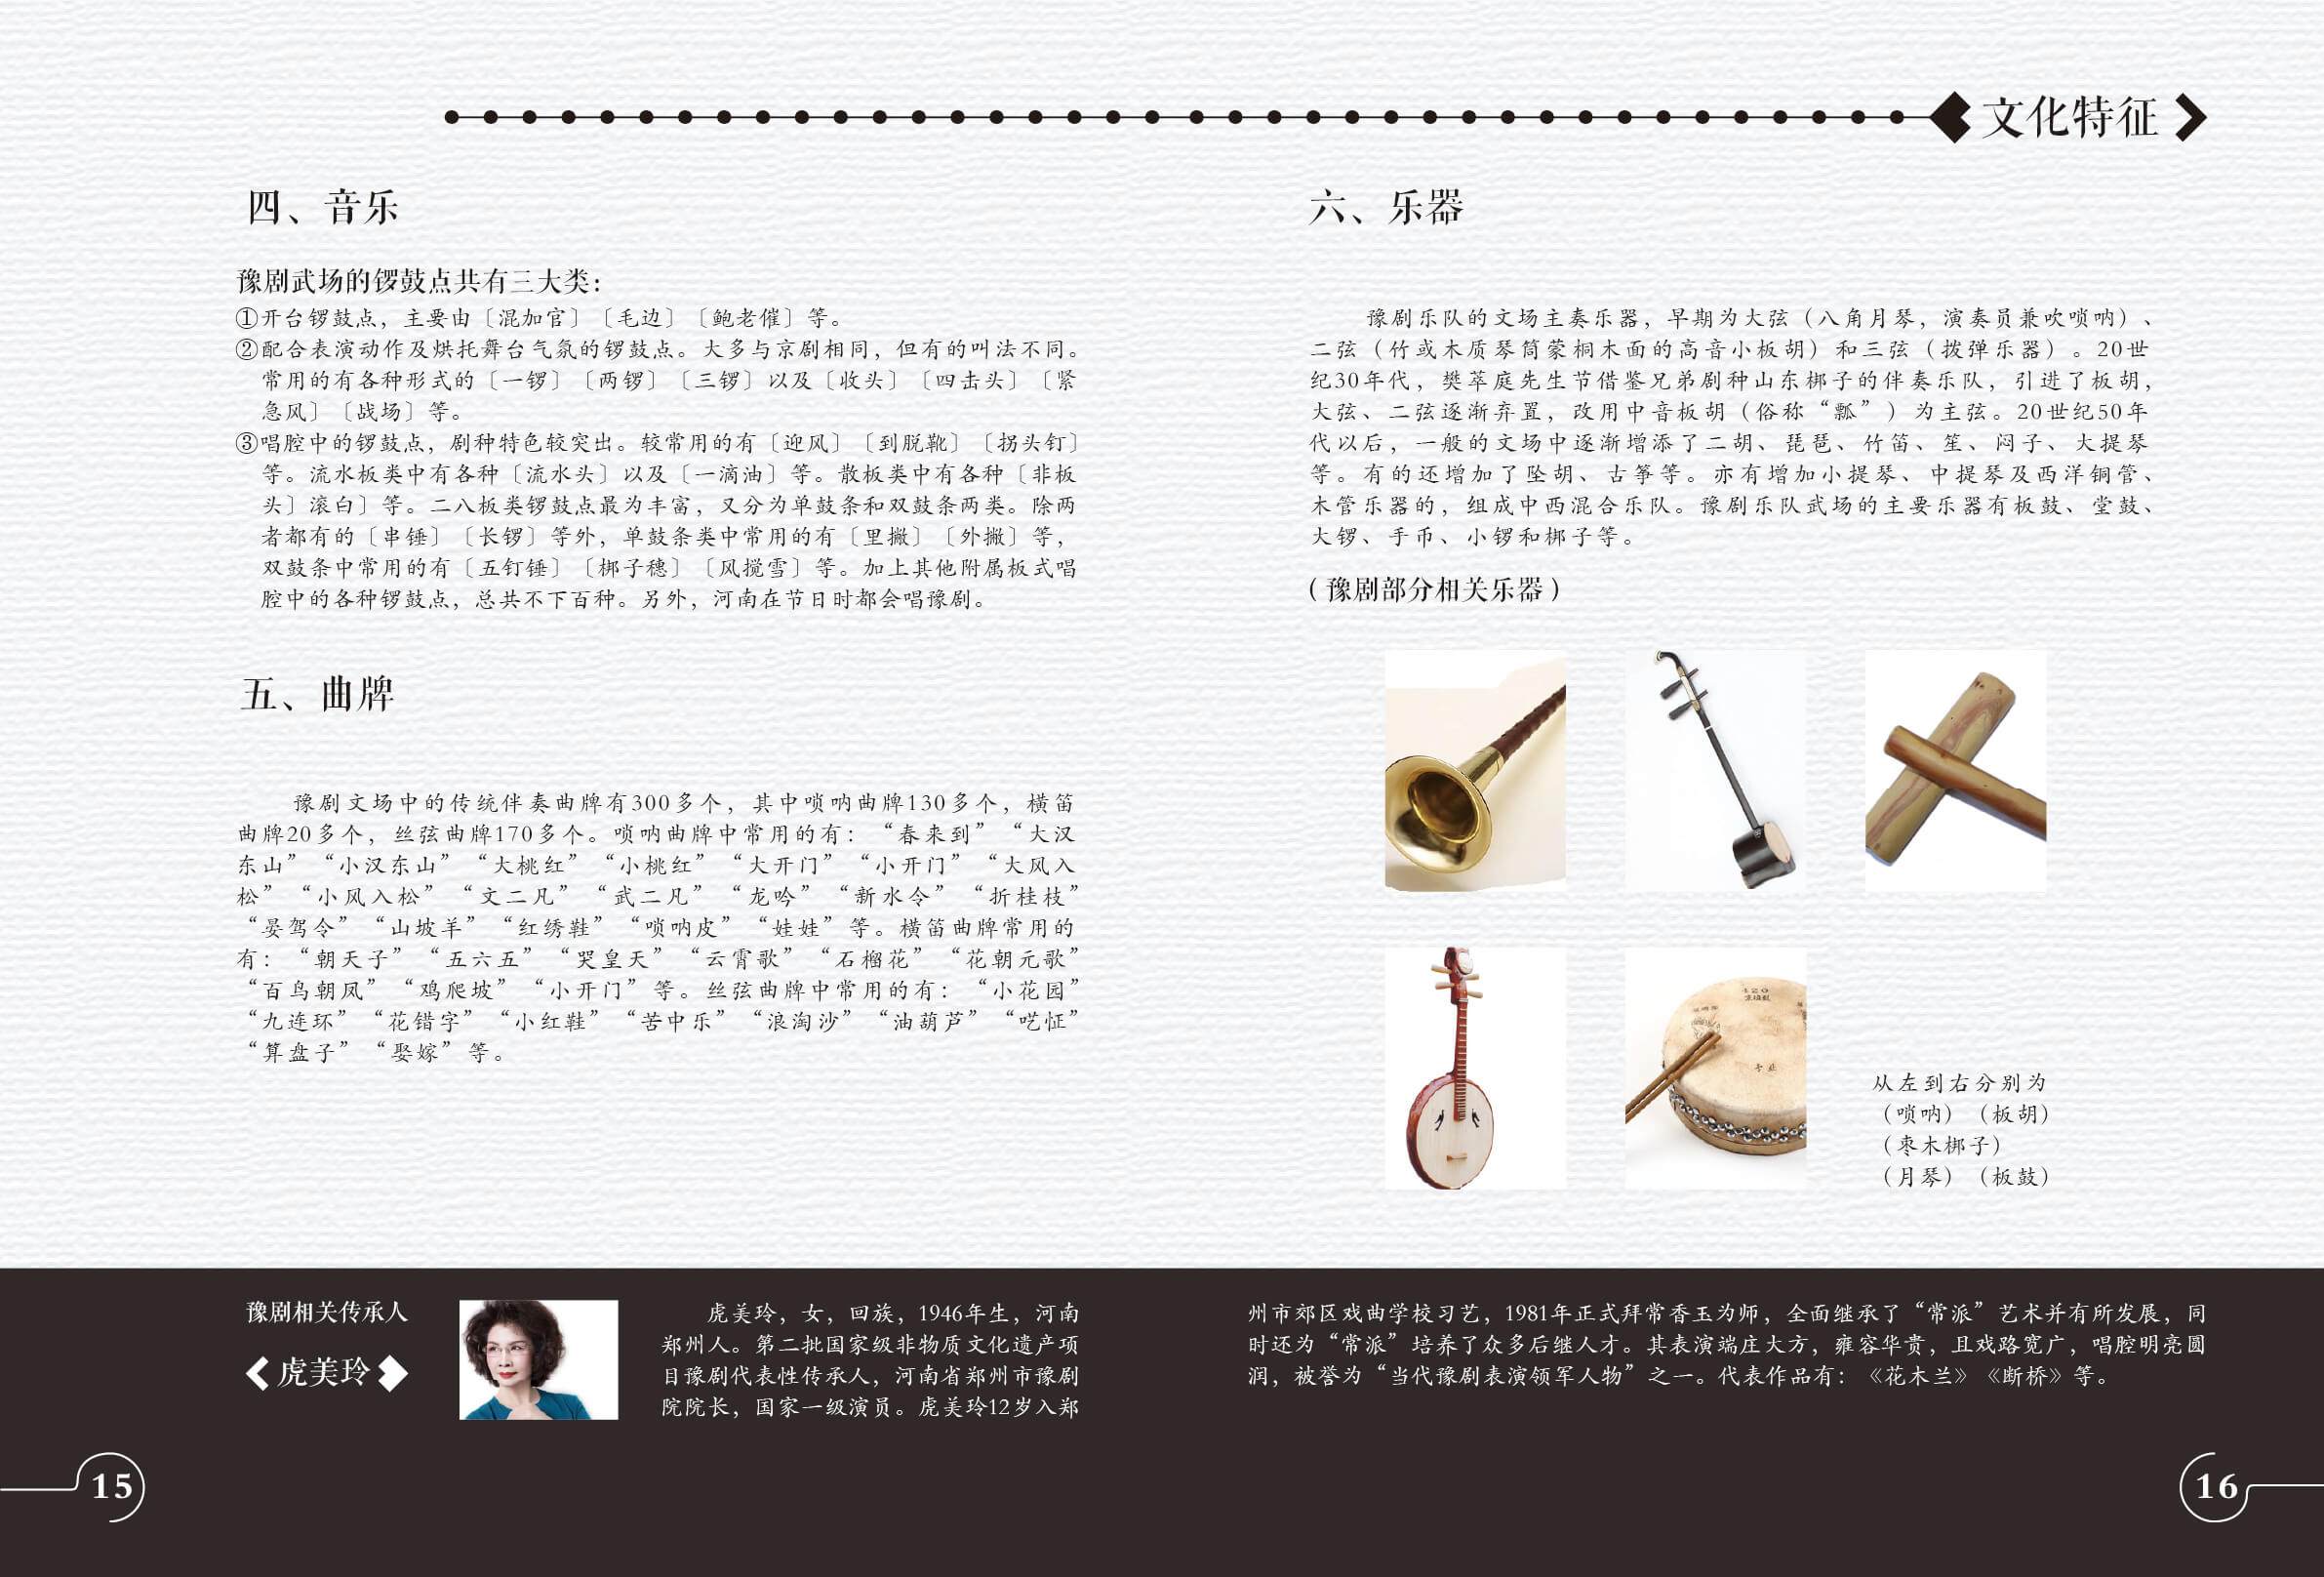 文化特征
四、音乐
豫剧武场的锣鼓点共有三大类：
①开台锣鼓点，主要由〔混加官〕〔毛边〕〔鲍老催〕等。
②配合表演动作及烘托舞台气氛的锣鼓点。大多与京剧相同，但有的叫法不同。
常用的有各种形式的〔一锣〕〔两锣〕〔三锣〕以及〔收头〕〔四击头〕〔紧
急风〕〔战场〕等。
③唱腔中的锣鼓点，剧种特色较突出。较常用的有〔迎风〕〔到脱靴〕〔拐头钉〕
等。流水板类中有各种〔流水头〕以及〔一滴油〕等。散板类中有各种〔非板
头〕滚白〕等。二八板类锣鼓点最为丰富，又分为单鼓条和双鼓条两类。除两
者都有的〔串锤〕〔长锣〕等外，单鼓条类中常用的有〔里撇〕〔外撇〕等，
双鼓条中常用的有〔五钉锤〕〔梆子穗〕〔风搅雪〕等。加上其他附属板式唱
腔中的各种锣鼓点，总共不下百种。另外，河南在节日时都会唱豫剧。
五、曲牌
豫剧文场中的传统伴奏曲牌有300多个，其中唢呐曲牌130多个，横笛
曲牌20多个，丝弦曲牌170多个。唢呐曲牌中常用的有：“春来到”“大汉
东山”“小汉东山”“大桃红”“小桃红”“大开门”“小开门”“大风入
松”“小风入松”“文二凡”“武二凡”“龙吟”“新水令”“折桂枝”
“晏驾令”“山坡羊”“红绣鞋”“唢呐皮”“娃娃”等。横笛曲牌常用的
有：“朝天子”“五六五”“哭皇天”“云霄歌”“石榴花”“花朝元歌”
“百鸟朝凤”“鸡爬坡”“小开门”等。丝弦曲牌中常用的有：“小花园”
“九连环”“花错字”“小红鞋”“苦中乐”“浪淘沙”“油葫芦”“呓怔”
“算盘子”“娶嫁”等。
六、乐器
豫剧乐队的文场主奏乐器，早期为大弦（八角月琴，演奏员兼吹唢呐）、
二弦（竹或木质琴筒蒙桐木面的高音小板胡）和三弦（拨弹乐器）。20世
纪30年代，樊萃庭先生节借鉴兄弟剧种山东梆子的伴奏乐队，引进了板胡，
大弦、二弦逐渐弃置，改用中音板胡（俗称“瓢”）为主弦。20世纪50年
代以后，一般的文场中逐渐增添了二胡、琵琶、竹笛、笙、闷子、大提琴
等。有的还增加了坠胡、古筝等。亦有增加小提琴、中提琴及西洋铜管、
木管乐器的，组成中西混合乐队。豫剧乐队武场的主要乐器有板鼓、堂鼓、
大锣、手币、小锣和梆子等。
（豫剧部分相关乐器）
从左到右分别为
（唢呐）（板胡）
（枣木梆子）
（月琴）（板鼓）
豫剧相关传承人
虎美玲
虎美玲，女，回族，1946年生，河南
郑州人。第二批国家级非物质文化遗产项
目豫剧代表性传承人，河南省郑州市豫剧
院院长，国家一级演员。虎美玲12岁入郑
州市郊区戏曲学校习艺，1981年正式拜常香玉为师，全面继承了“常派”艺术并有所发展，同
时还为“常派”培养了众多后继人才。其表演端庄大方，雍容华贵，且戏路宽广，唱腔明亮圆
润，被誉为“当代豫剧表演领军人物”之一。代表作品有：《花木兰》《断桥》等。
15
16